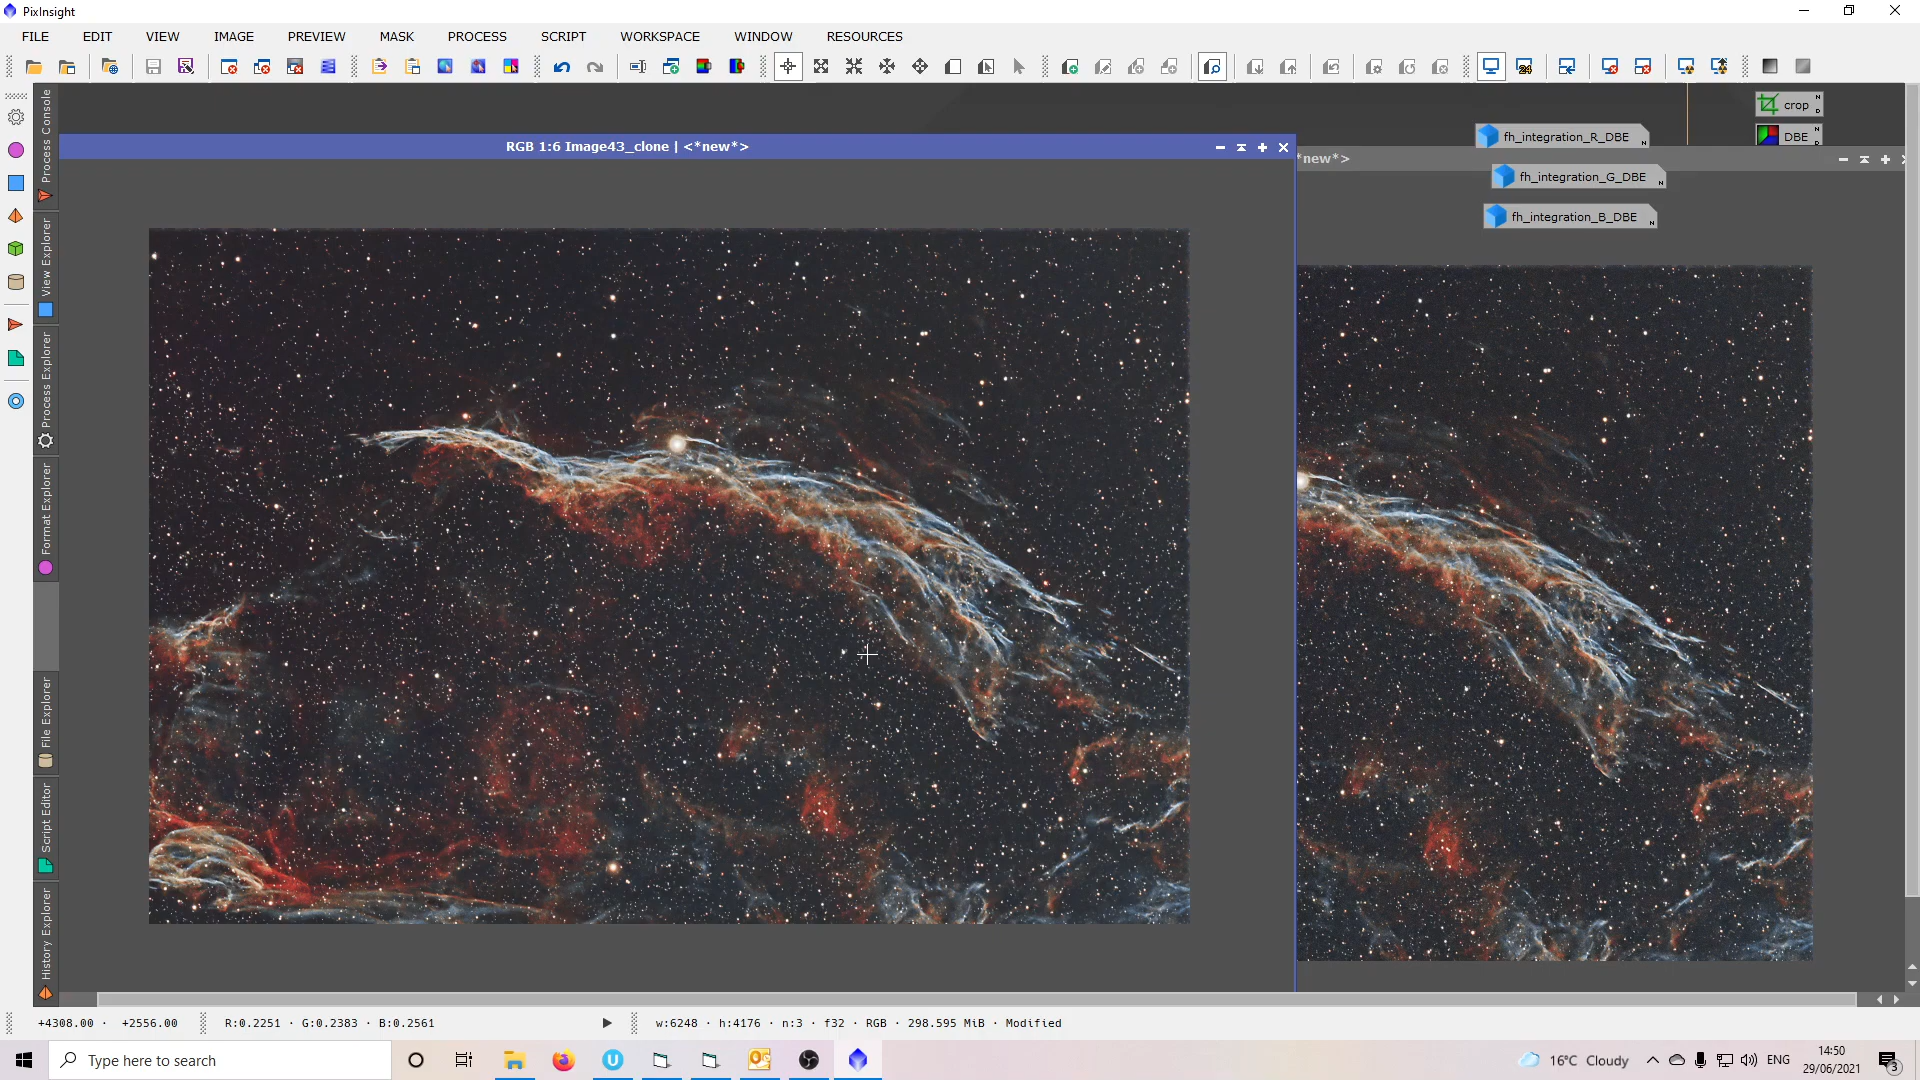 PixInsight
FILE EDIT VIEW IMAGE PREVIEW MASK PROCESS SCRIPT WORKSPACE WINDOW RESOURCES
24
Process Console
View Explorer
Process Explorer
Format Explorer
File Explorer
Script Editor
History Explorer
RGB 1:6 Image43_clone | <*new*>
*new*>
crop
N
D
DBE
N
D
fh_integration_R_DBE
N
fh_integration_G_DBE
N
fh_integration_B_DBE
N
+4308.00 · +2556.00
R:0.2251 · G:0.2383 · B:0.2561
w:6248 · h:4176 · n:3 · f32 · RGB · 298.595 MiB · Modified
Type here to search
16°C Cloudy
ENG
14:50
29/06/2021
3